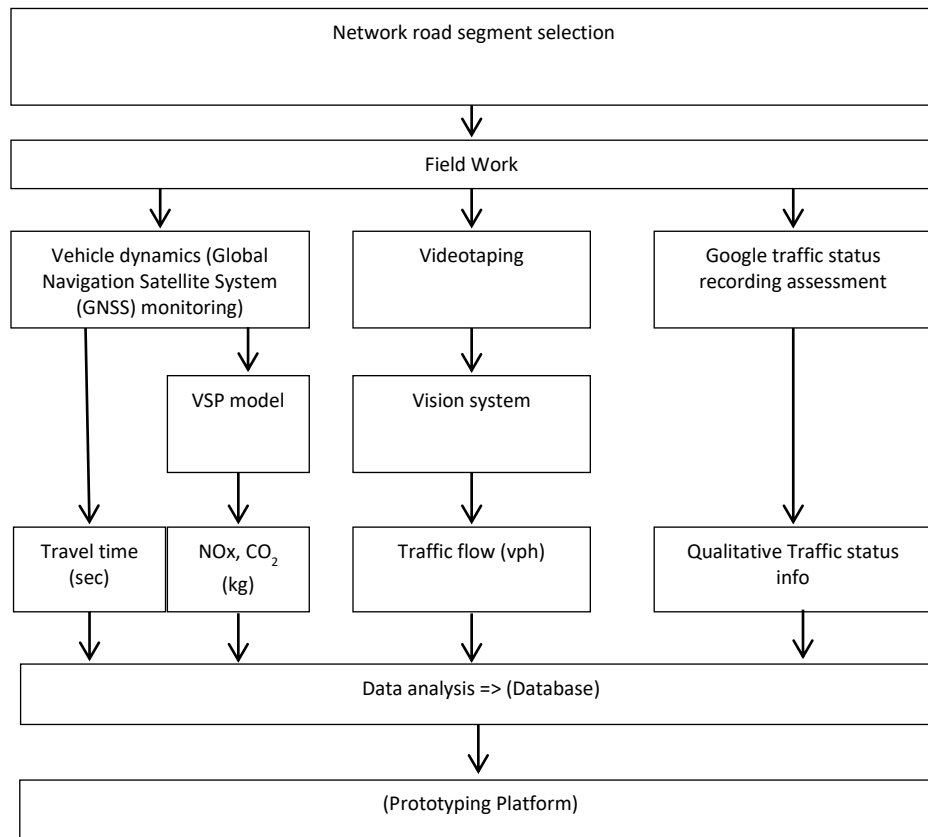 Network road segment selection
Field Work
Vehicle dynamics (Global
Navigation Satellite System
(GNSS) monitoring)
Videotaping
Google traffic status
recording assessment
VSP model
Vision system
Travel time
(sec)
NOx, CO2
(kg)
Traffic flow (vph)
Qualitative Traffic status
info
Data analysis => (Database)
(Prototyping Platform)